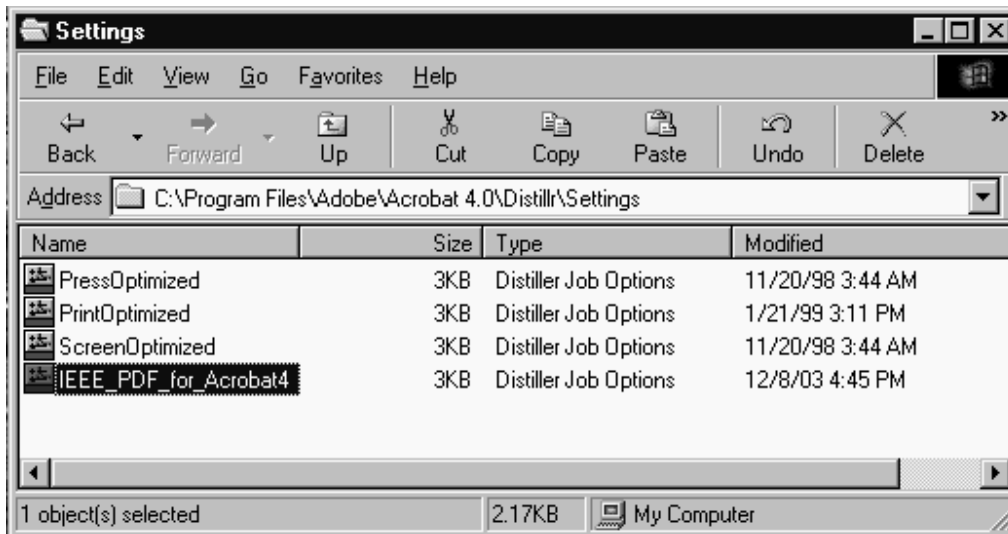 Settings
File Edit View Go Favorites Help
Back Forward Up Cut Copy Paste Undo Delete »
Address C:\Program Files\Adobe\Acrobat 4.0\Distillr\Settings
Name Size Type Modified
PressOptimized 3KB Distiller Job Options 11/20/98 3:44 AM
PrintOptimized 3KB Distiller Job Options 1/21/99 3:11 PM
ScreenOptimized 3KB Distiller Job Options 11/20/98 3:44 AM
IEEE_PDF_for_Acrobat4 3KB Distiller Job Options 12/8/03 4:45 PM
1 object(s) selected 2.17KB My Computer